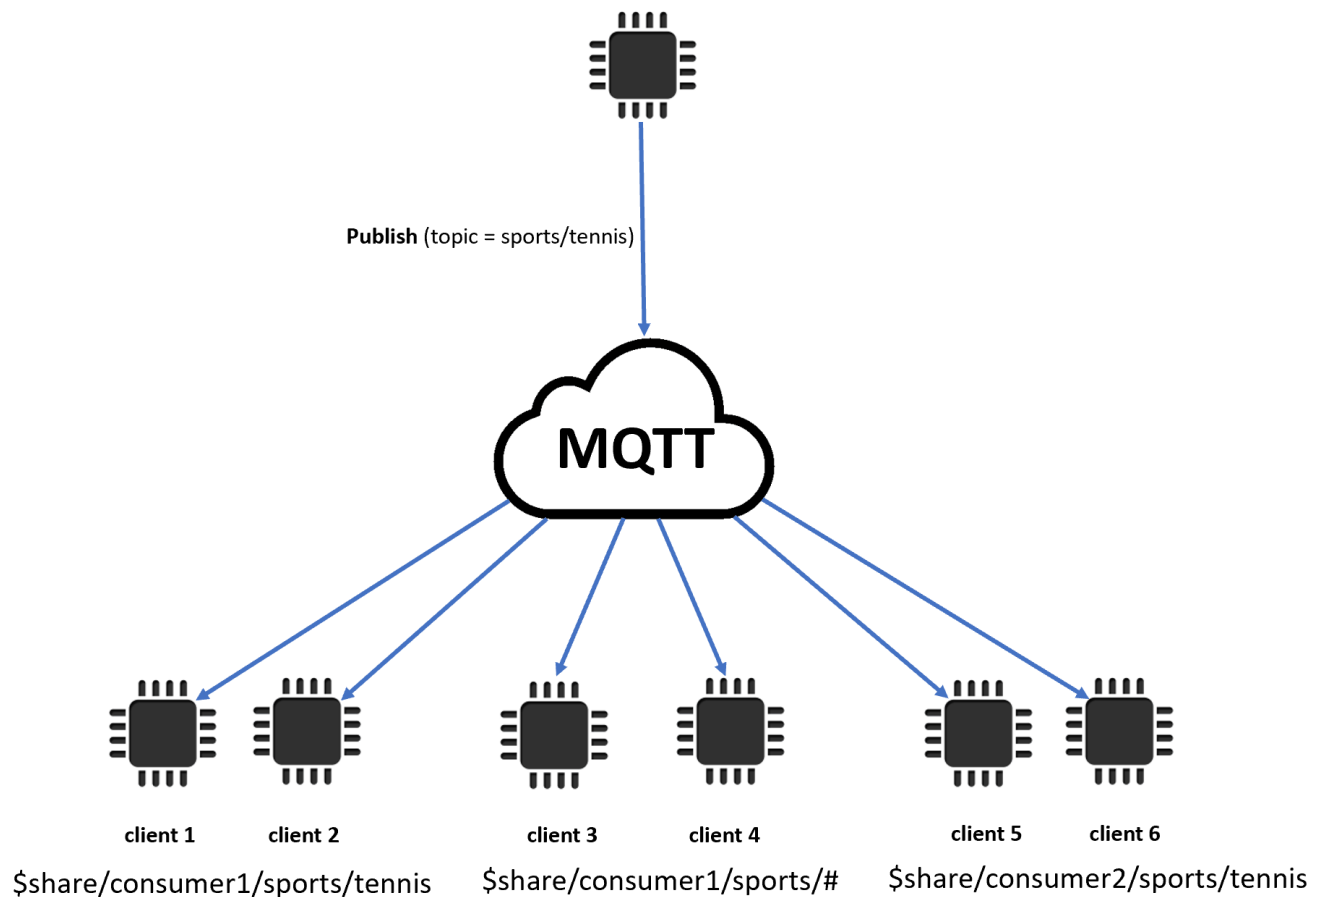 Publish (topic = sports/tennis)
MQTT
client 1
client 2
client 3
client 4
client 5
client 6
$share/consumer1/sports/tennis
$share/consumer1/sports/#
$share/consumer2/sports/tennis